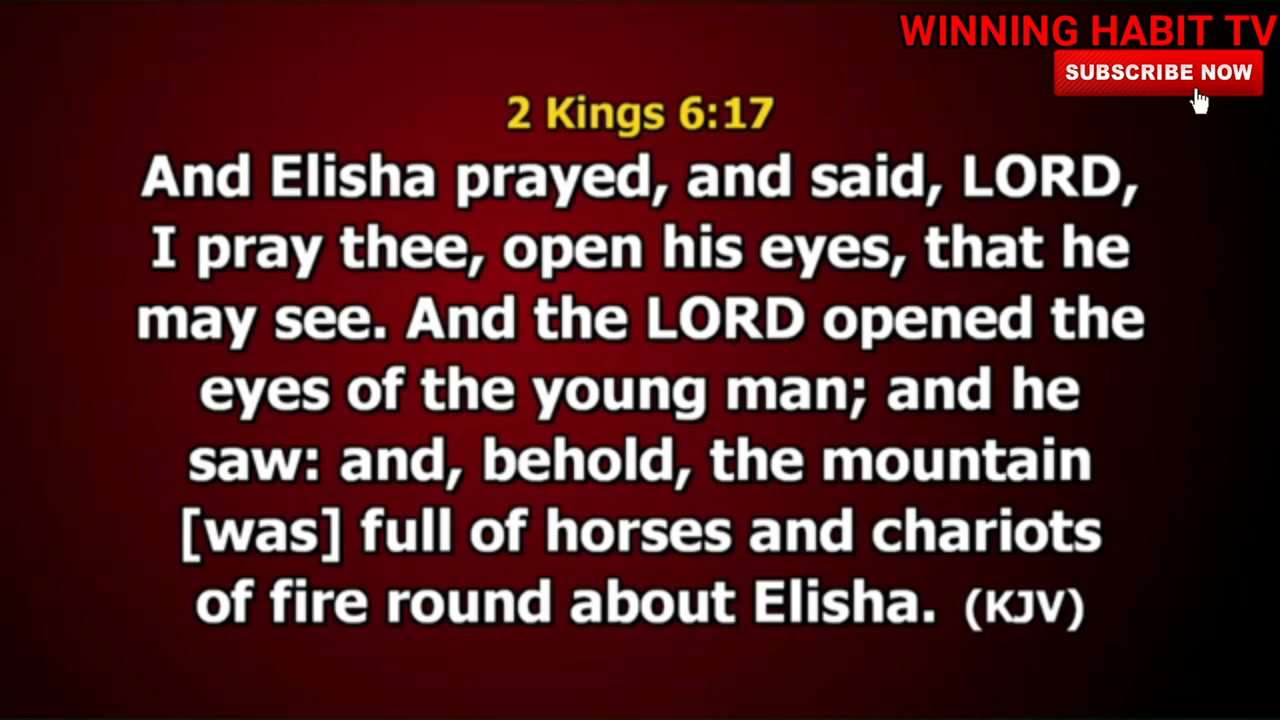 WINNING HABIT TV
SUBSCRIBE NOW
2 Kings 6:17
And Elisha prayed, and said, LORD,
I pray thee, open his eyes, that he
may see. And the LORD opened the
eyes of the young man; and he
saw: and, behold, the mountain
[was] full of horses and chariots
of fire round about Elisha. (KJV)